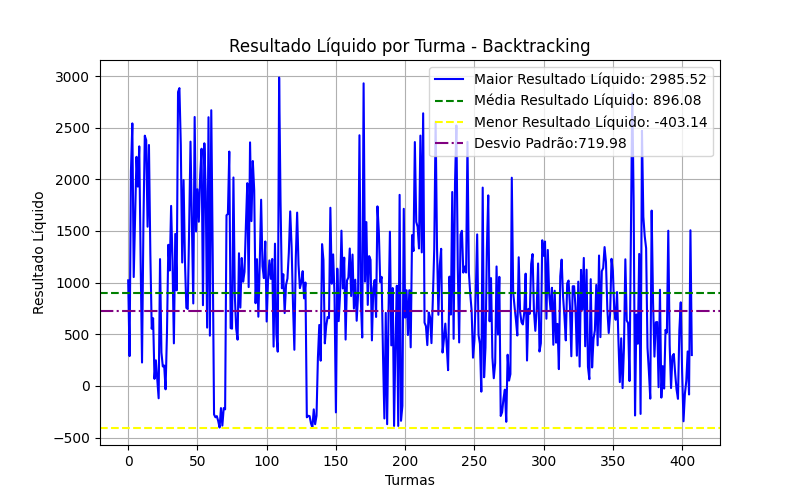 Resultado Líquido por Turma - Backtracking
Maior Resultado Líquido: 2985.52
Média Resultado Líquido: 896.08
Menor Resultado Líquido: -403.14
Desvio Padrão:719.98
Resultado Líquido
3000
2500
2000
1500
1000
500
0
−500
0 50 100 150 200 250 300 350 400
Turmas